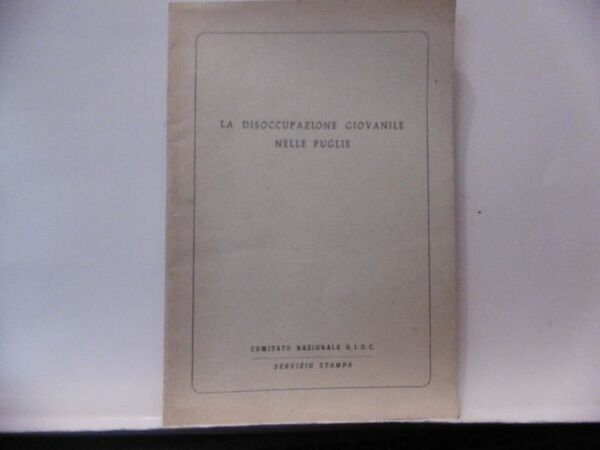 LA DISOCCUPAZIONE GIOVANILE
NELLE PUGLIE
COMITATO NAZIONALE G. I. O. C.
SERVIZIO STAMPA